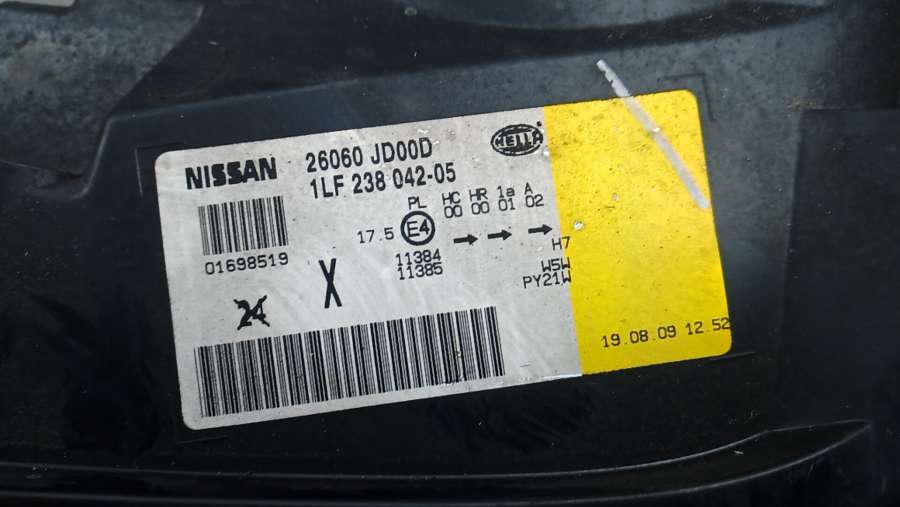 NISSAN 26060 JD00D
1LF 238 042-05
HELLA
PL HC HR 1a A
00 00 01 02
17.5 E4
11384
11385
H7
W5W
PY21W
01698519
24 X
19.08.09 12.52